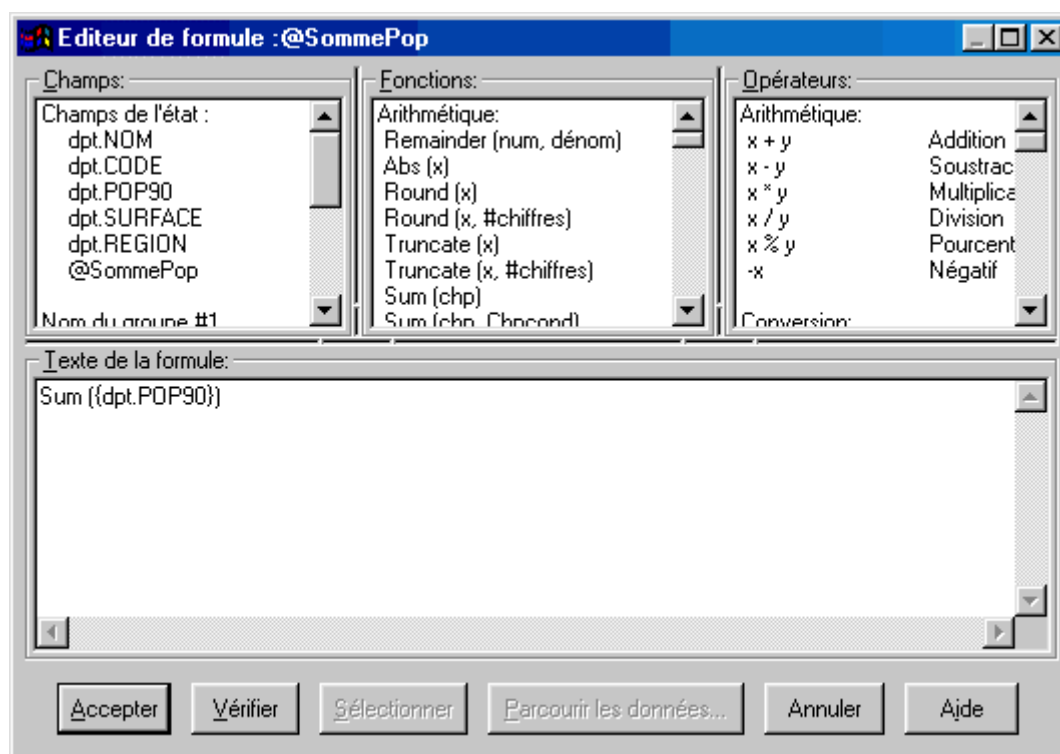 Editeur de formule :@SommePop
Champs:
Champs de l'état :
dpt.NOM
dpt.CODE
dpt.POP90
dpt.SURFACE
dpt.REGION
@SommePop
Nom du groupe #1
Fonctions:
Arithmétique:
Remainder (num, dénom)
Abs (x)
Round (x)
Round (x, #chiffres)
Truncate (x)
Truncate (x, #chiffres)
Sum (chp)
Sum (chp, Chpcond)
Opérateurs:
Arithmétique:
x + y Addition
x - y Soustrac
x * y Multiplica
x / y Division
x % y Pourcent
-x Négatif
Conversion:
Texte de la formule:
Sum ({dpt.POP90})
Accepter Vérifier Sélectionner Parcourir les données... Annuler Aide